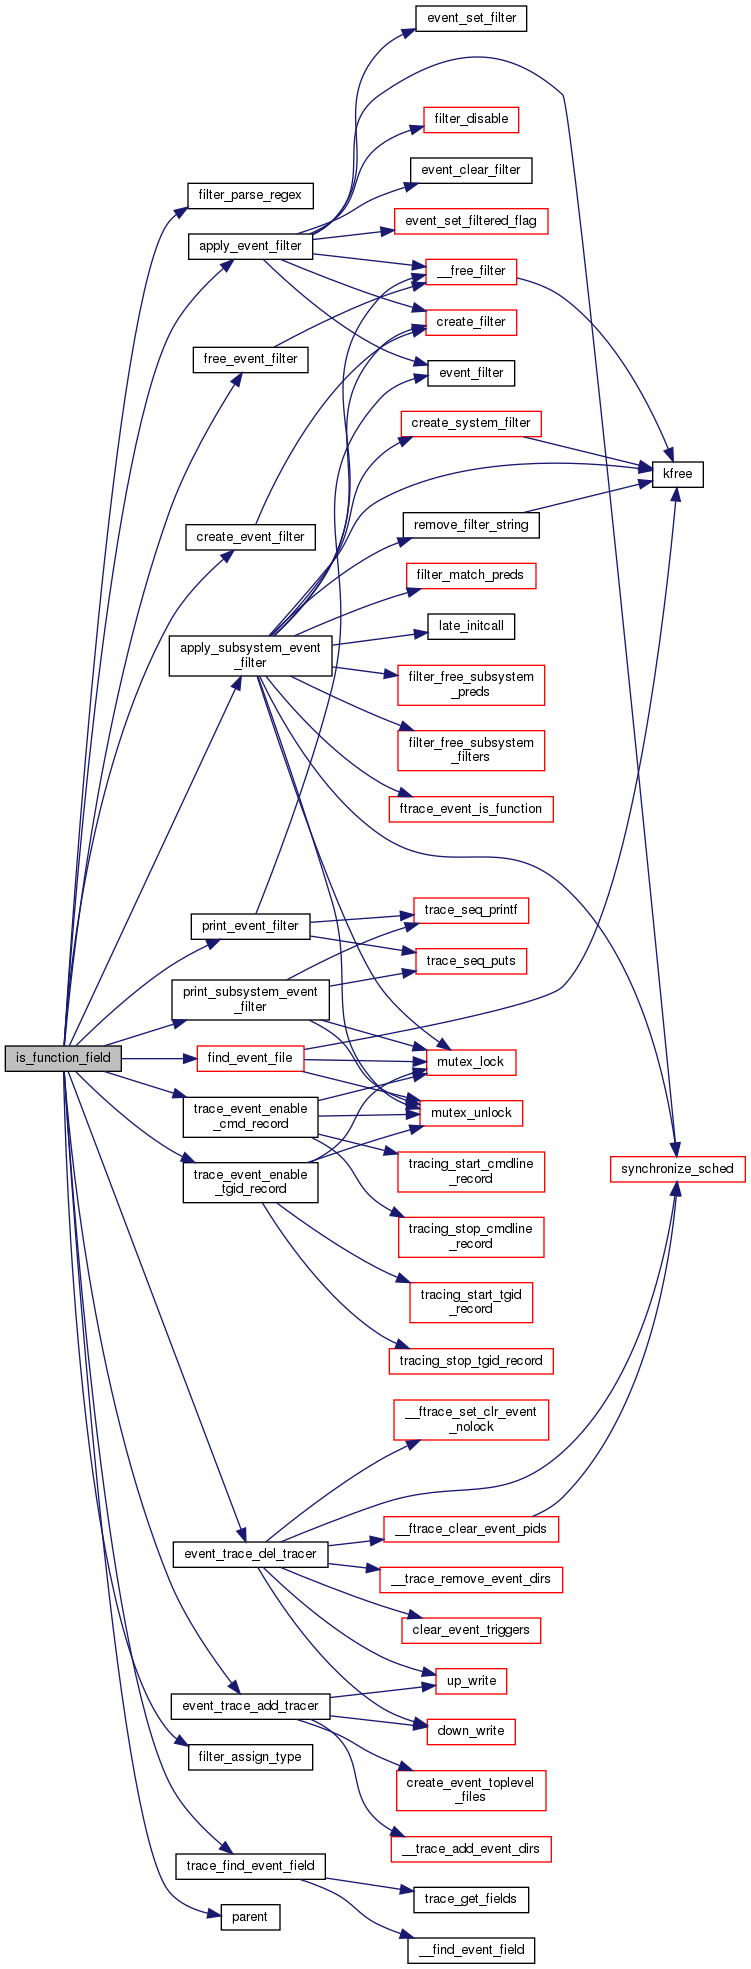 event_set_filter
filter_disable
event_clear_filter
filter_parse_regex
event_set_filtered_flag
apply_event_filter
__free_filter
create_filter
free_event_filter
event_filter
create_system_filter
kfree
remove_filter_string
create_event_filter
filter_match_preds
late_initcall
apply_subsystem_event
_filter
filter_free_subsystem
_preds
filter_free_subsystem
_filters
ftrace_event_is_function
trace_seq_printf
print_event_filter
trace_seq_puts
print_subsystem_event
_filter
is_function_field
find_event_file
mutex_lock
trace_event_enable
_cmd_record
mutex_unlock
tracing_start_cmdline
_record
synchronize_sched
trace_event_enable
_tgid_record
tracing_stop_cmdline
_record
tracing_start_tgid
_record
tracing_stop_tgid_record
__ftrace_set_clr_event
_nolock
__ftrace_clear_event_pids
event_trace_del_tracer
__trace_remove_event_dirs
clear_event_triggers
up_write
event_trace_add_tracer
down_write
filter_assign_type
create_event_toplevel
_files
__trace_add_event_dirs
trace_find_event_field
trace_get_fields
parent
__find_event_field